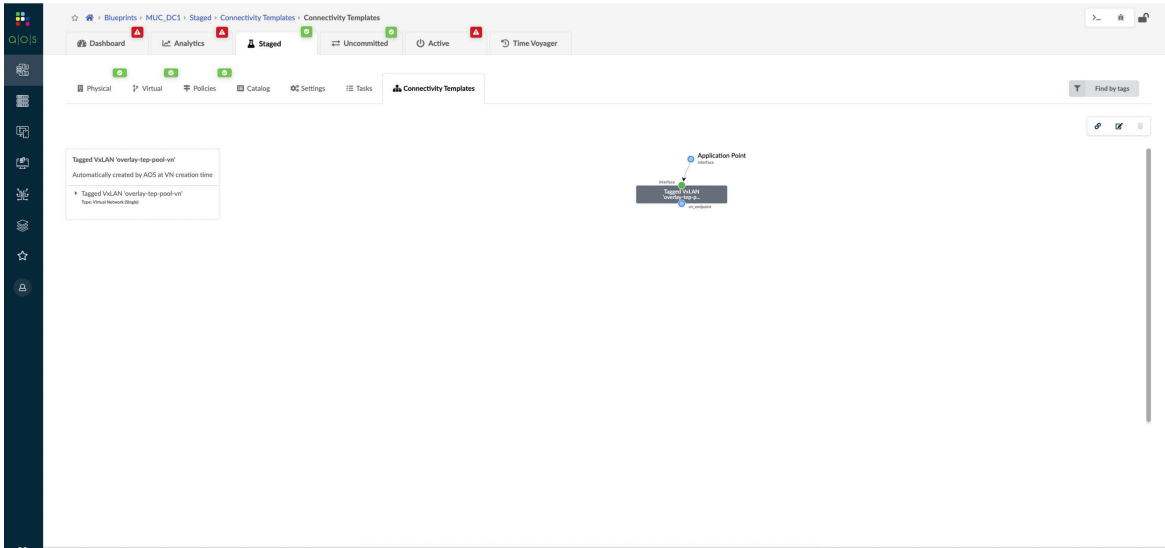 a|o|s
Blueprints › MUC_DC1 › Staged › Connectivity Templates › Connectivity Templates
Dashboard Analytics Staged Uncommitted Active Time Voyager
Physical Virtual Policies Catalog Settings Tasks Connectivity Templates
Find by tags
Tagged VxLAN 'overlay-tep-pool-vn'
Automatically created by AOS at VN creation time
Tagged VxLAN 'overlay-tep-pool-vn'
Type: Virtual Network (Single)
Application Point
interface
interface
Tagged VxLAN
'overlay-tep-p...
vn_endpoint